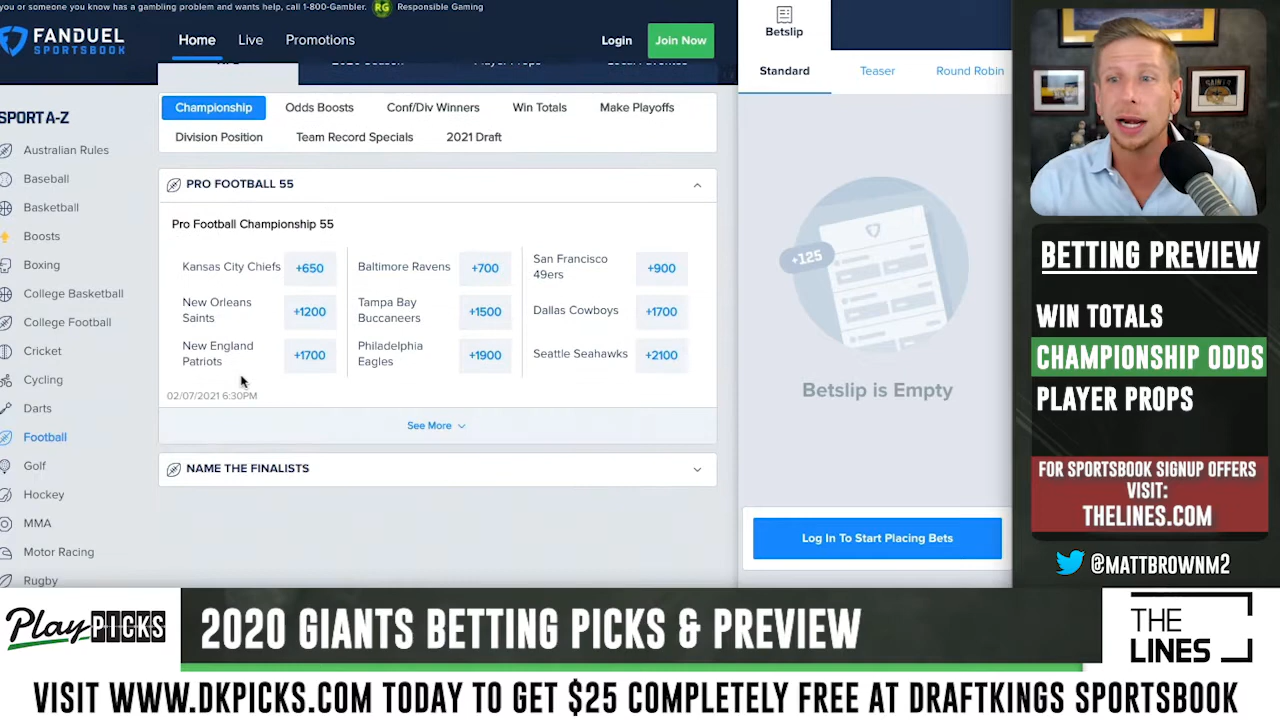 you or someone you know has a gambling problem and wants help, call 1-800-Gambler. RG Responsible Gaming
FANDUEL
SPORTSBOOK
Home Live Promotions
Login Join Now
Championship Odds Boosts Conf/Div Winners Win Totals Make Playoffs
Division Position Team Record Specials 2021 Draft
PRO FOOTBALL 55
Pro Football Championship 55
Kansas City Chiefs +650 Baltimore Ravens +700 San Francisco 49ers +900
New Orleans Saints +1200 Tampa Bay Buccaneers +1500 Dallas Cowboys +1700
New England Patriots +1700 Philadelphia Eagles +1900 Seattle Seahawks +2100
02/07/2021 6:30PM
See More
NAME THE FINALISTS
SPORT A-Z
Australian Rules
Baseball
Basketball
Boosts
Boxing
College Basketball
College Football
Cricket
Cycling
Darts
Football
Golf
Hockey
MMA
Motor Racing
Rugby
Betslip
Standard Teaser Round Robin
+125
Betslip is Empty
Log In To Start Placing Bets
BETTING PREVIEW
WIN TOTALS
CHAMPIONSHIP ODDS
PLAYER PROPS
FOR SPORTSBOOK SIGNUP OFFERS
VISIT:
THELINES.COM
@MATTBROWNM2
PlayPICKS
2020 GIANTS BETTING PICKS & PREVIEW
THE
LINES
VISIT WWW.DKPICKS.COM TODAY TO GET $25 COMPLETELY FREE AT DRAFTKINGS SPORTSBOOK